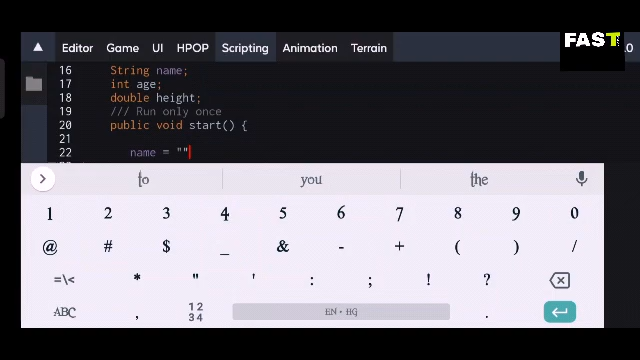 FAST
.0
▲ Editor Game UI HPOP Scripting Animation Terrain
16 String name;
17 int age;
18 double height;
19 /// Run only once
20 public void start() {
21
22 name = ""
to you the
1 2 3 4 5 6 7 8 9 0
@ # $ _ & - + ( ) /
=\< * " ' : ; ! ?
ABC , 12 34 EN • HG .